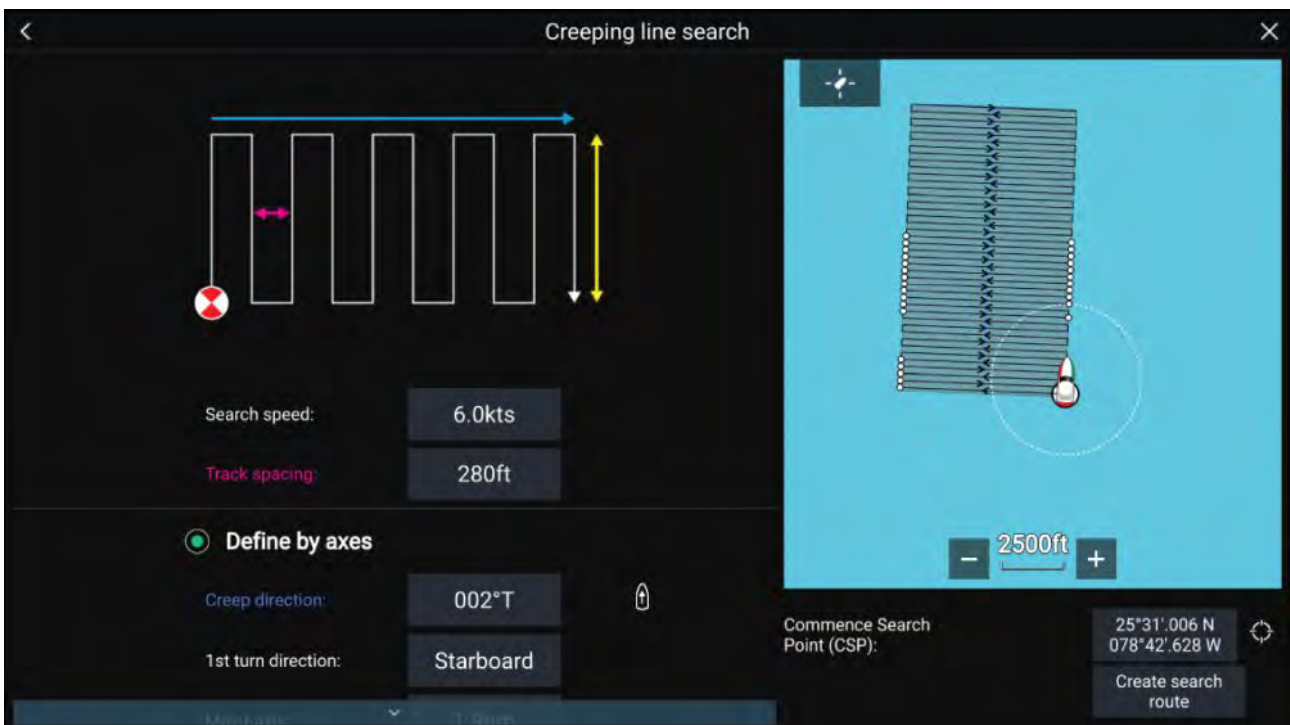 Creeping line search
Search speed:
6.0kts
Track spacing:
280ft
Define by axes
Creep direction:
002°T
1st turn direction:
Starboard
2500ft
Commence Search
Point (CSP):
25°31'.006 N
078°42'.628 W
Create search
route